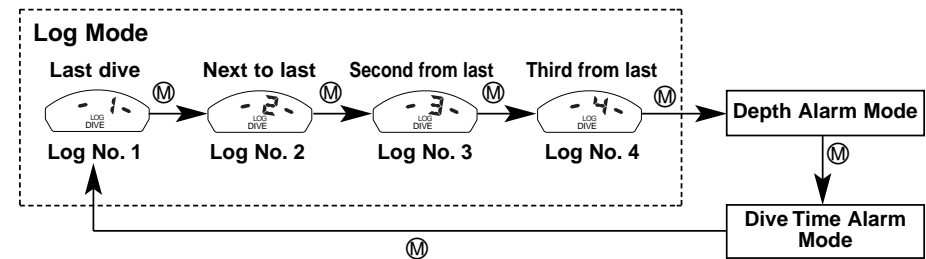 Log Mode
Last dive Next to last Second from last Third from last
Ⓜ Ⓜ Ⓜ Ⓜ
- 1 - - 2 - - 3 - - 4 -
LOG LOG LOG LOG
DIVE DIVE DIVE DIVE
Log No. 1 Log No. 2 Log No. 3 Log No. 4
Depth Alarm Mode
Ⓜ
Dive Time Alarm
Mode
Ⓜ